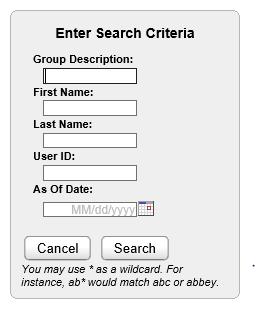 Enter Search Criteria
Group Description:
First Name:
Last Name:
User ID:
As Of Date:
MM/dd/yyyy
Cancel Search
You may use * as a wildcard. For
instance, ab* would match abc or abbey.